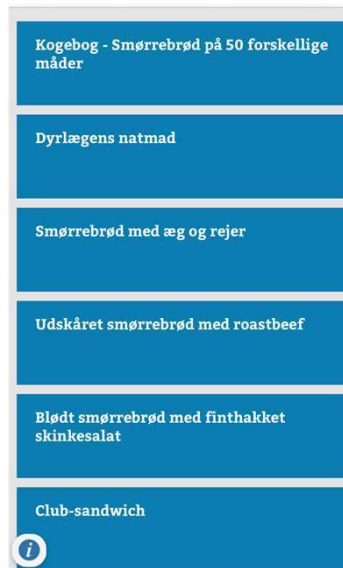 Kogebog - Smørrebrød på 50 forskellige
måder
Dyrlægens natmad
Smørrebrød med æg og rejer
Udskåret smørrebrød med roastbeef
Blødt smørrebrød med finthakket
skinkesalat
Club-sandwich
i